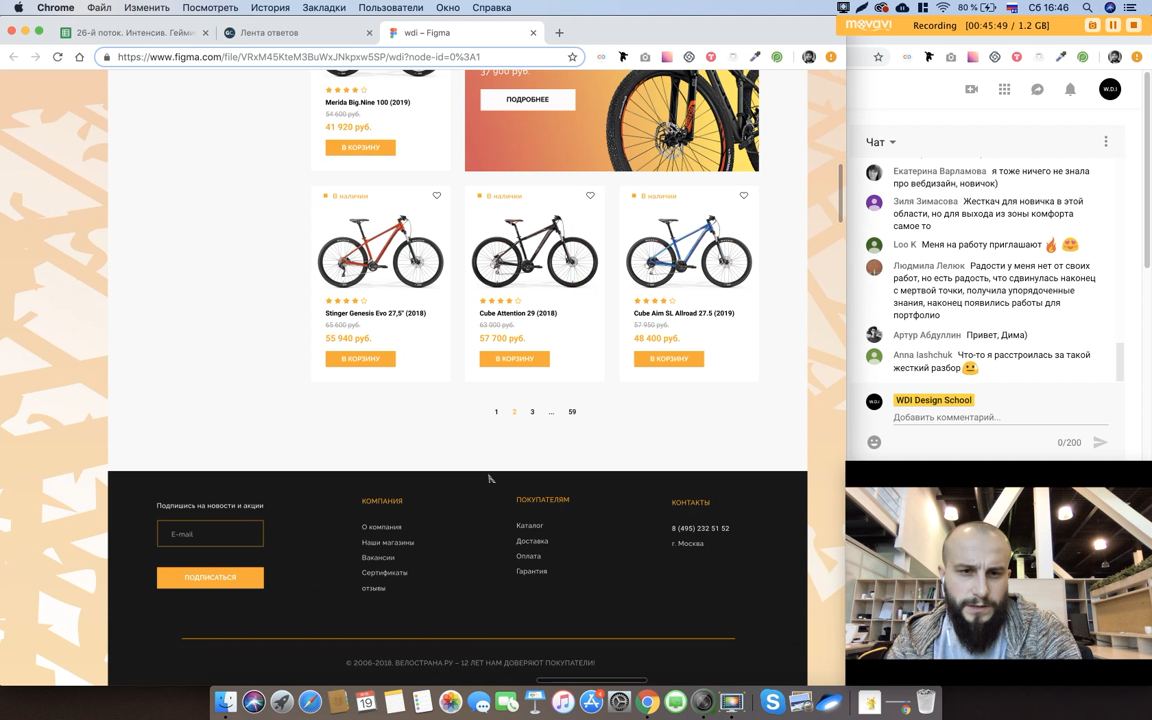 Chrome Файл Изменить Посмотреть История Закладки Пользователи Окно Справка
80 % Сб 16:46
26-й поток. Интенсив. Гейми
Лента ответов
wdi – Figma
movavi Recording [00:45:49 / 1.2 GB]
https://www.figma.com/file/VRxM45KteM3BuWxJNkpxw5SP/wdi?node-id=0%3A1
37 900 руб.
ПОДРОБНЕЕ
Merida Big.Nine 100 (2019)
54 600 руб.
41 920 руб.
В КОРЗИНУ
В наличии
В наличии
В наличии
Stinger Genesis Evo 27,5" (2018)
65 600 руб.
55 940 руб.
В КОРЗИНУ
Cube Attention 29 (2018)
63 000 руб.
57 700 руб.
В КОРЗИНУ
Cube Aim SL Allroad 27.5 (2019)
57 950 руб.
48 400 руб.
В КОРЗИНУ
1 2 3 ... 59
Подпишись на новости и акции
E-mail
ПОДПИСАТЬСЯ
КОМПАНИЯ
О компания
Наши магазины
Вакансии
Сертификаты
отзывы
ПОКУПАТЕЛЯМ
Каталог
Доставка
Оплата
Гарантия
КОНТАКТЫ
8 (495) 232 51 52
г. Москва
© 2006-2018, ВЕЛОСТРАНА.РУ – 12 ЛЕТ НАМ ДОВЕРЯЮТ ПОКУПАТЕЛИ!
W.D.I
Чат
Екатерина Варламова я тоже ничего не знала
про вебдизайн, новичок)
Зиля Зимасова Жесткач для новичка в этой
области, но для выхода из зоны комфорта
самое то
Loo K Меня на работу приглашают
Людмила Лелюк Радости у меня нет от своих
работ, но есть радость, что сдвинулась наконец
с мертвой точки, получила упорядоченные
знания, наконец появились работы для
портфолио
Артур Абдуллин Привет, Дима)
Anna Iashchuk Что-то я расстроилась за такой
жесткий разбор
W.D.I
WDI Design School
Добавить комментарий...
0/200